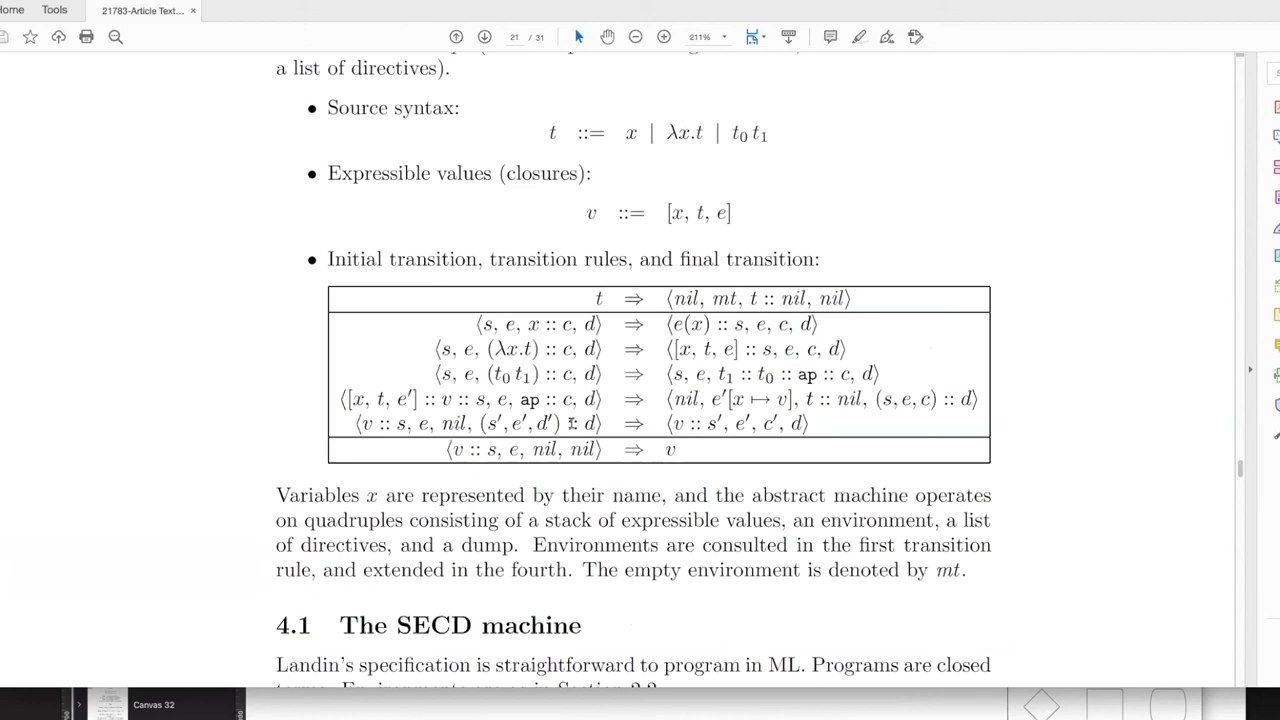 Home Tools 21783-Article Text... ×
21 / 31 211%
a list of directives).
• Source syntax:
t ::= x | λx.t | t₀ t₁
• Expressible values (closures):
v ::= [x, t, e]
• Initial transition, transition rules, and final transition:
t ⇒ ⟨nil, mt, t :: nil, nil⟩
⟨s, e, x :: c, d⟩ ⇒ ⟨e(x) :: s, e, c, d⟩
⟨s, e, (λx.t) :: c, d⟩ ⇒ ⟨[x, t, e] :: s, e, c, d⟩
⟨s, e, (t₀ t₁) :: c, d⟩ ⇒ ⟨s, e, t₁ :: t₀ :: ap :: c, d⟩
⟨[x, t, e′] :: v :: s, e, ap :: c, d⟩ ⇒ ⟨nil, e′[x ↦ v], t :: nil, (s, e, c) :: d⟩
⟨v :: s, e, nil, (s′, e′, d′) :: d⟩ ⇒ ⟨v :: s′, e′, c′, d⟩
⟨v :: s, e, nil, nil⟩ ⇒ v
Variables x are represented by their name, and the abstract machine operates
on quadruples consisting of a stack of expressible values, an environment, a list
of directives, and a dump. Environments are consulted in the first transition
rule, and extended in the fourth. The empty environment is denoted by mt.
4.1 The SECD machine
Landin's specification is straightforward to program in ML. Programs are closed
Canvas 32